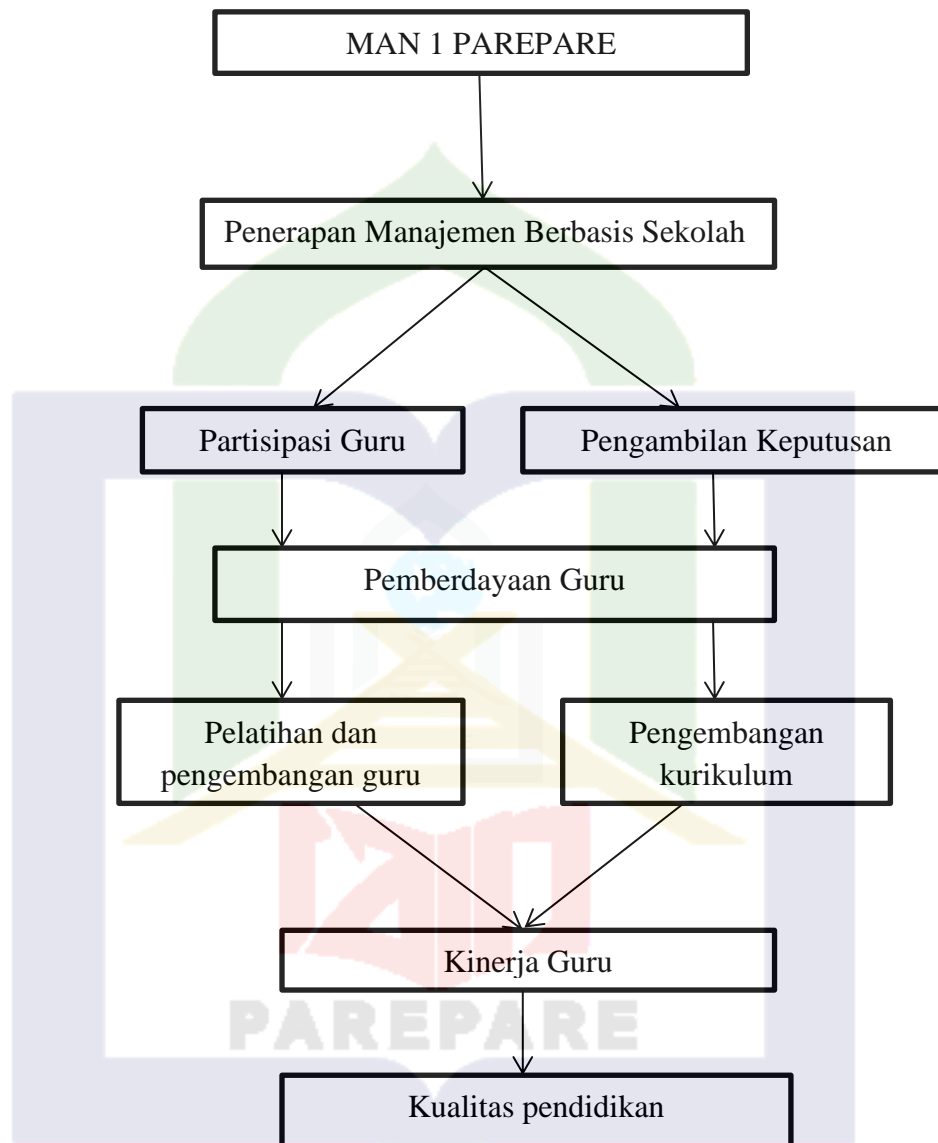 MAN 1 PAREPARE
Penerapan Manajemen Berbasis Sekolah
Partisipasi Guru
Pengambilan Keputusan
Pemberdayaan Guru
Pelatihan dan
pengembangan guru
Pengembangan
kurikulum
Kinerja Guru
PAREPARE
Kualitas pendidikan